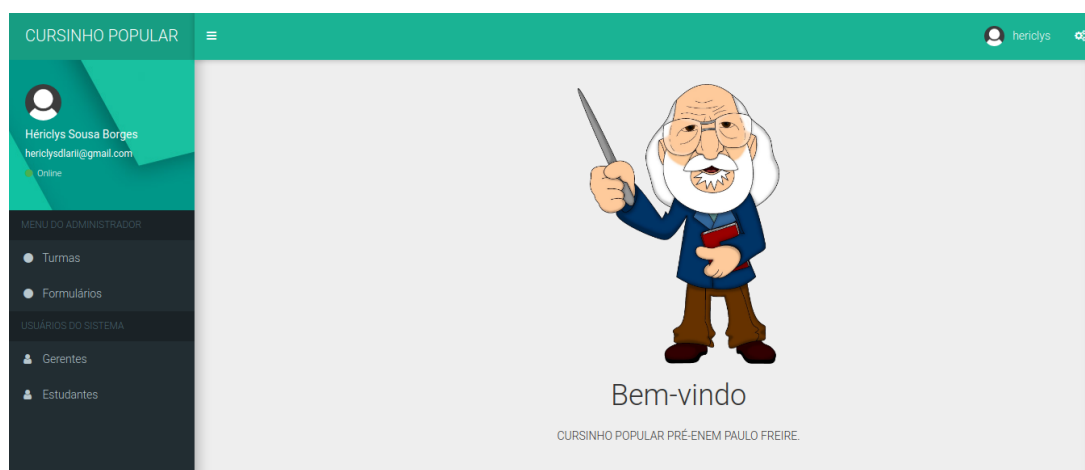 CURSINHO POPULAR
hericlys
Hériclys Sousa Borges
hericlysdlarii@gmail.com
Online
MENU DO ADMINISTRADOR
Turmas
Formulários
USUÁRIOS DO SISTEMA
Gerentes
Estudantes
Bem-vindo
CURSINHO POPULAR PRÉ-ENEM PAULO FREIRE.